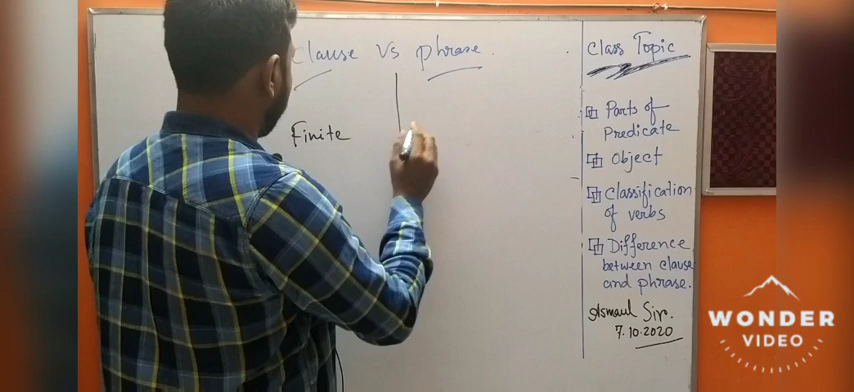 Clause Vs Phrase.
Finite
Class Topic
Parts of
Predicate
Object
Classification
of verbs
Difference
between clause
and phrase.
Asmaul Sir.
7.10.2020
WONDER
VIDEO